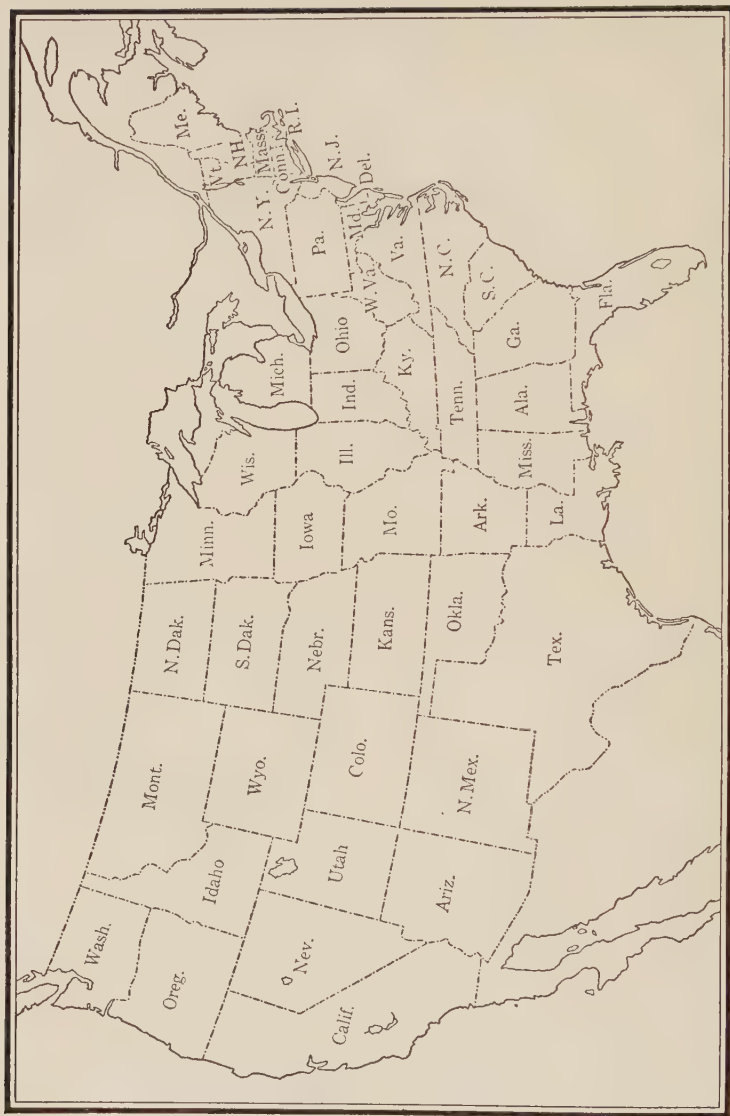 Wash.
Oreg.
Calif.
Nev.
Idaho
Mont.
Wyo.
Utah
Ariz.
Colo.
N. Mex.
N. Dak.
S. Dak.
Nebr.
Kans.
Okla.
Tex.
Minn.
Iowa
Mo.
Ark.
La.
Wis.
Ill.
Mich.
Ind.
Ohio
Ky.
Tenn.
Miss.
Ala.
Ga.
Fla.
S.C.
N.C.
Va.
W.Va.
Md.
Del.
Pa.
N.J.
N.Y.
Conn
R.I.
Mass.
Vt.
NH
Me.